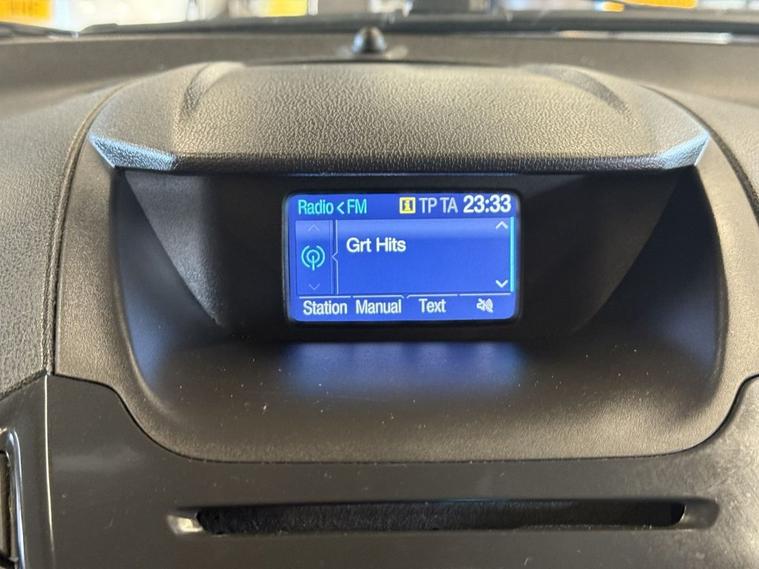 Radio < FM TP TA 23:33
Grt Hits
Station Manual Text